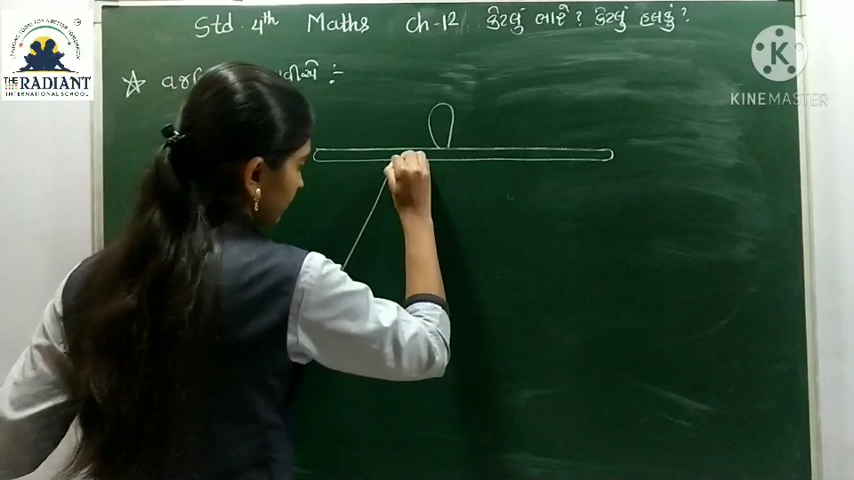 Std. 4th Maths Ch-12 કેટલું ભારે? કેટલું હલકું?
THE RADIANT
INTERNATIONAL SCHOOL
KINEMASTER